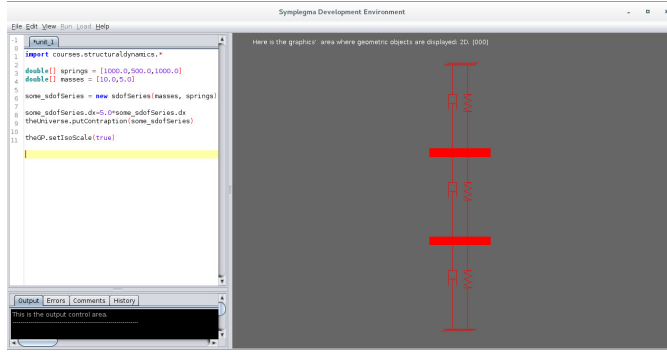 Symplegma Development Environment
File Edit View Run Load Help
*unit_1
Here is the graphics' area where geometric objects are displayed: 2D. (000)
-1
0
1 import courses.structuraldynamics.*
2
3 double[] springs = [1000.0,500.0,1000.0]
4 double[] masses = [10.0,5.0]
5
6 some_sdofSeries = new sdofSeries(masses, springs)
7
8 some_sdofSeries.dx=5.0*some_sdofSeries.dx
9 theUniverse.putContraption(some_sdofSeries)
10
11 theGP.setIsoScale(true)
Output Errors Comments History
This is the output control area.
------------------------------------------------